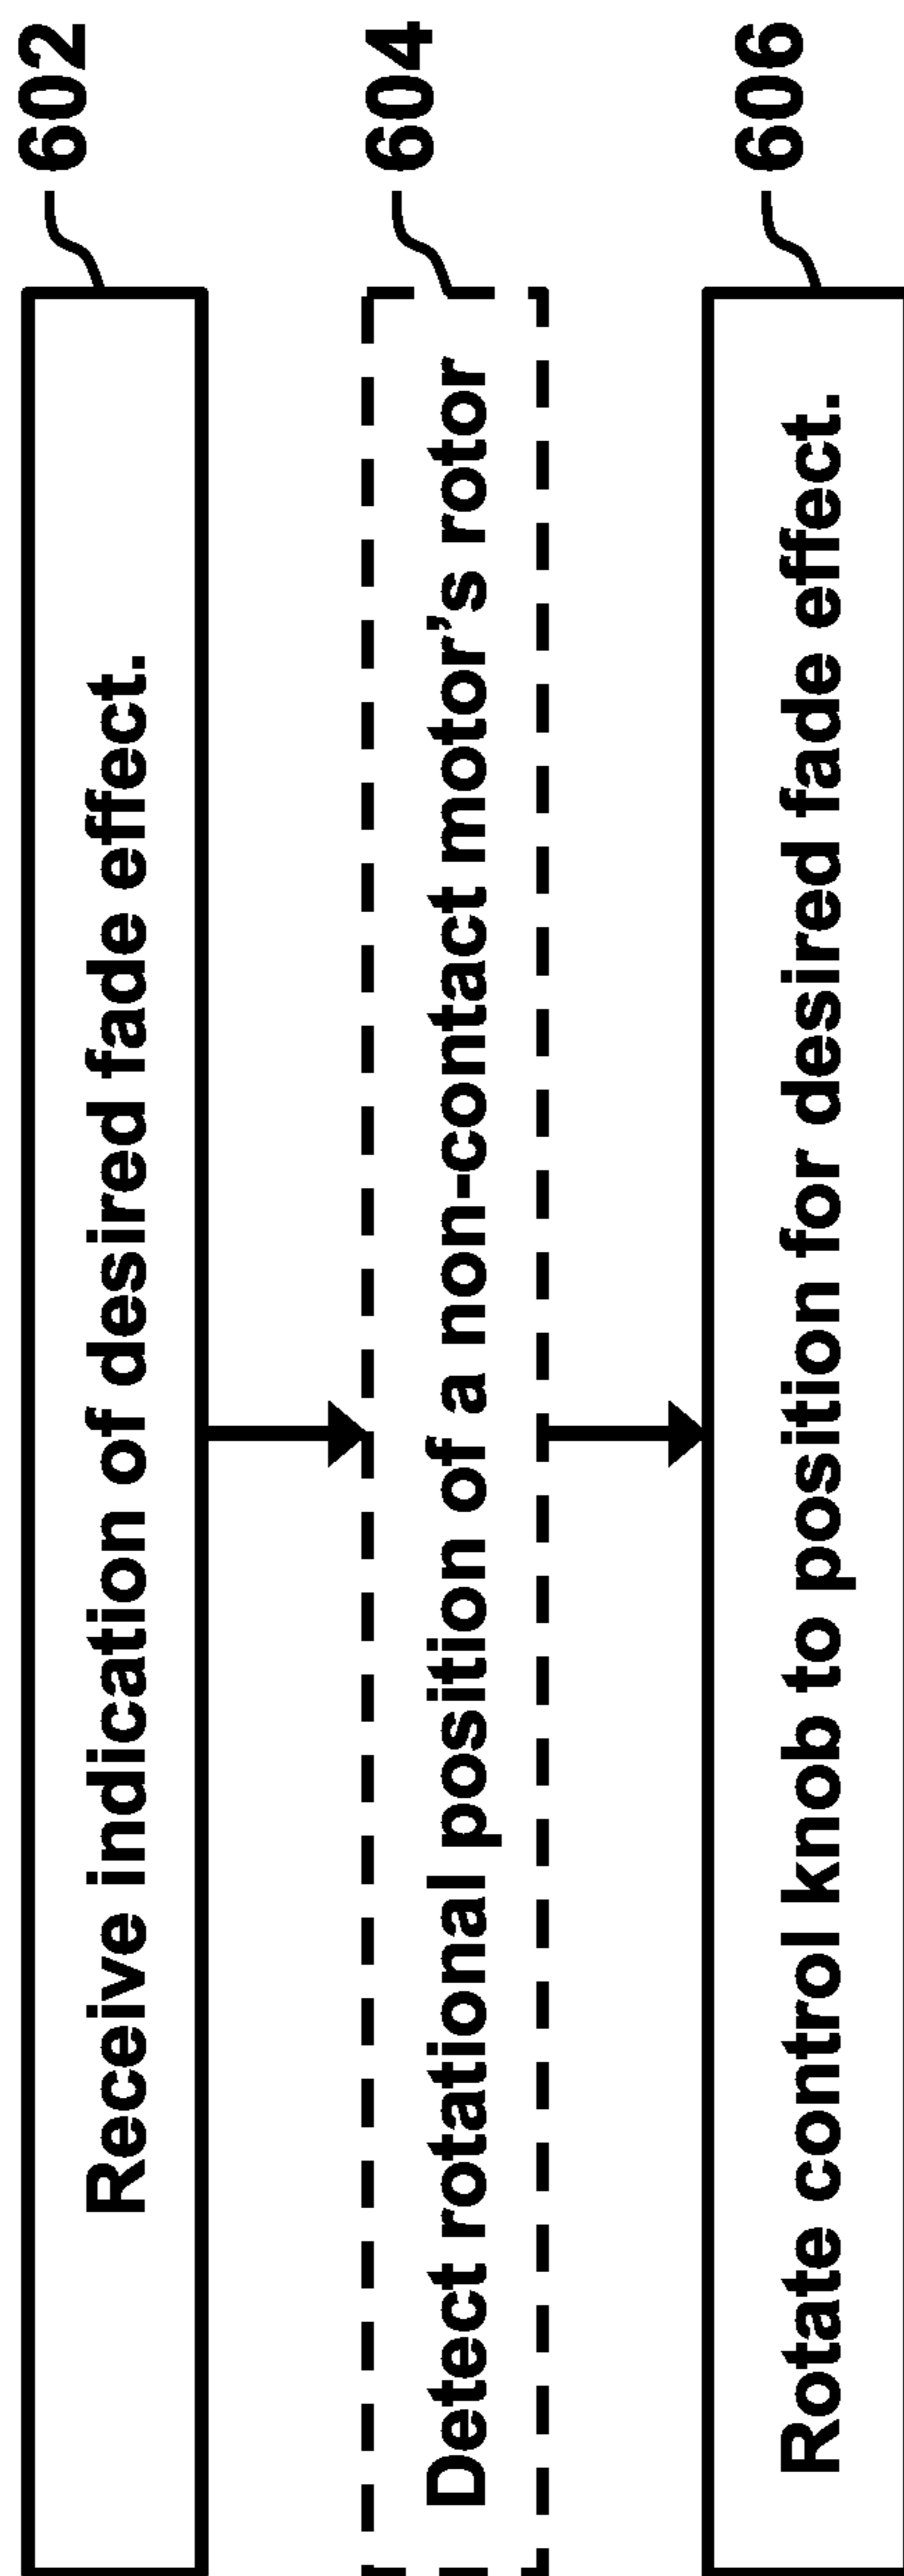 602
Receive indication of desired fade effect.
604
Detect rotational position of a non-contact motor's rotor
606
Rotate control knob to position for desired fade effect.